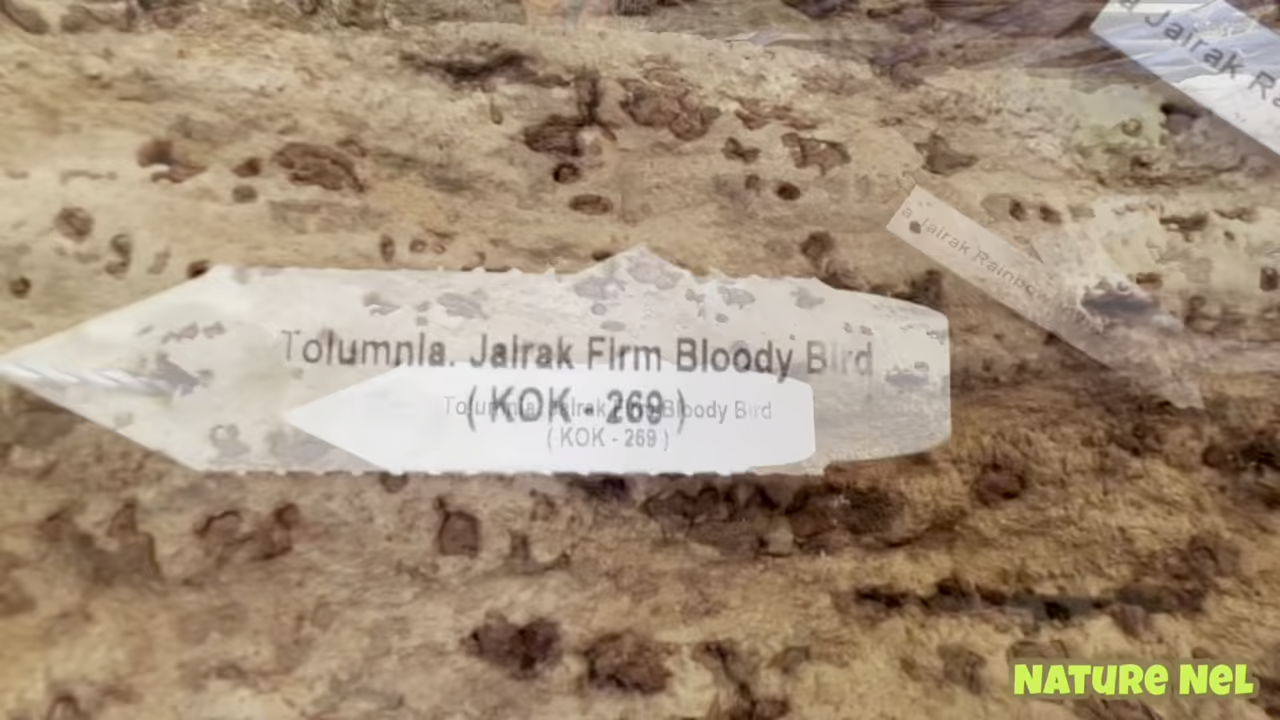 a Jairak Ra
a Jairak Rainbow
Tolumnia. Jairak Firm Bloody Bird
( KOK - 269 )
Tolumnia. Jairak Firm Bloody Bird
( KOK - 269 )
Nature Nel